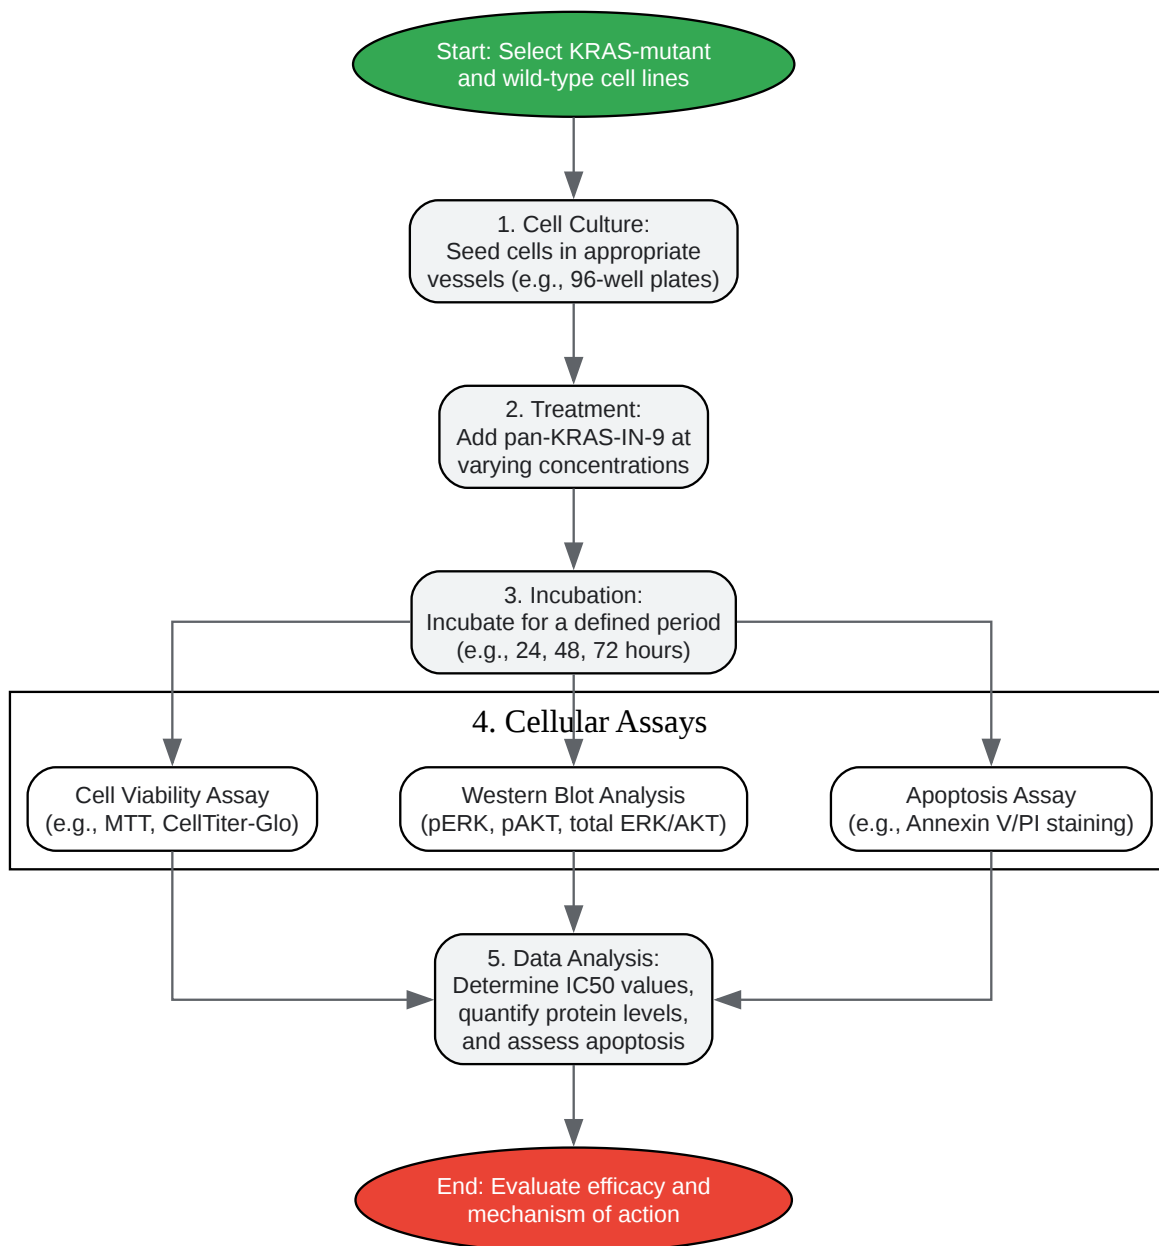 Start: Select KRAS-mutant
and wild-type cell lines
1. Cell Culture:
Seed cells in appropriate
vessels (e.g., 96-well plates)
2. Treatment:
Add pan-KRAS-IN-9 at
varying concentrations
3. Incubation:
Incubate for a defined period
(e.g., 24, 48, 72 hours)
4. Cellular Assays
Cell Viability Assay
(e.g., MTT, CellTiter-Glo)
Western Blot Analysis
(pERK, pAKT, total ERK/AKT)
Apoptosis Assay
(e.g., Annexin V/PI staining)
5. Data Analysis:
Determine IC50 values,
quantify protein levels,
and assess apoptosis
End: Evaluate efficacy and
mechanism of action